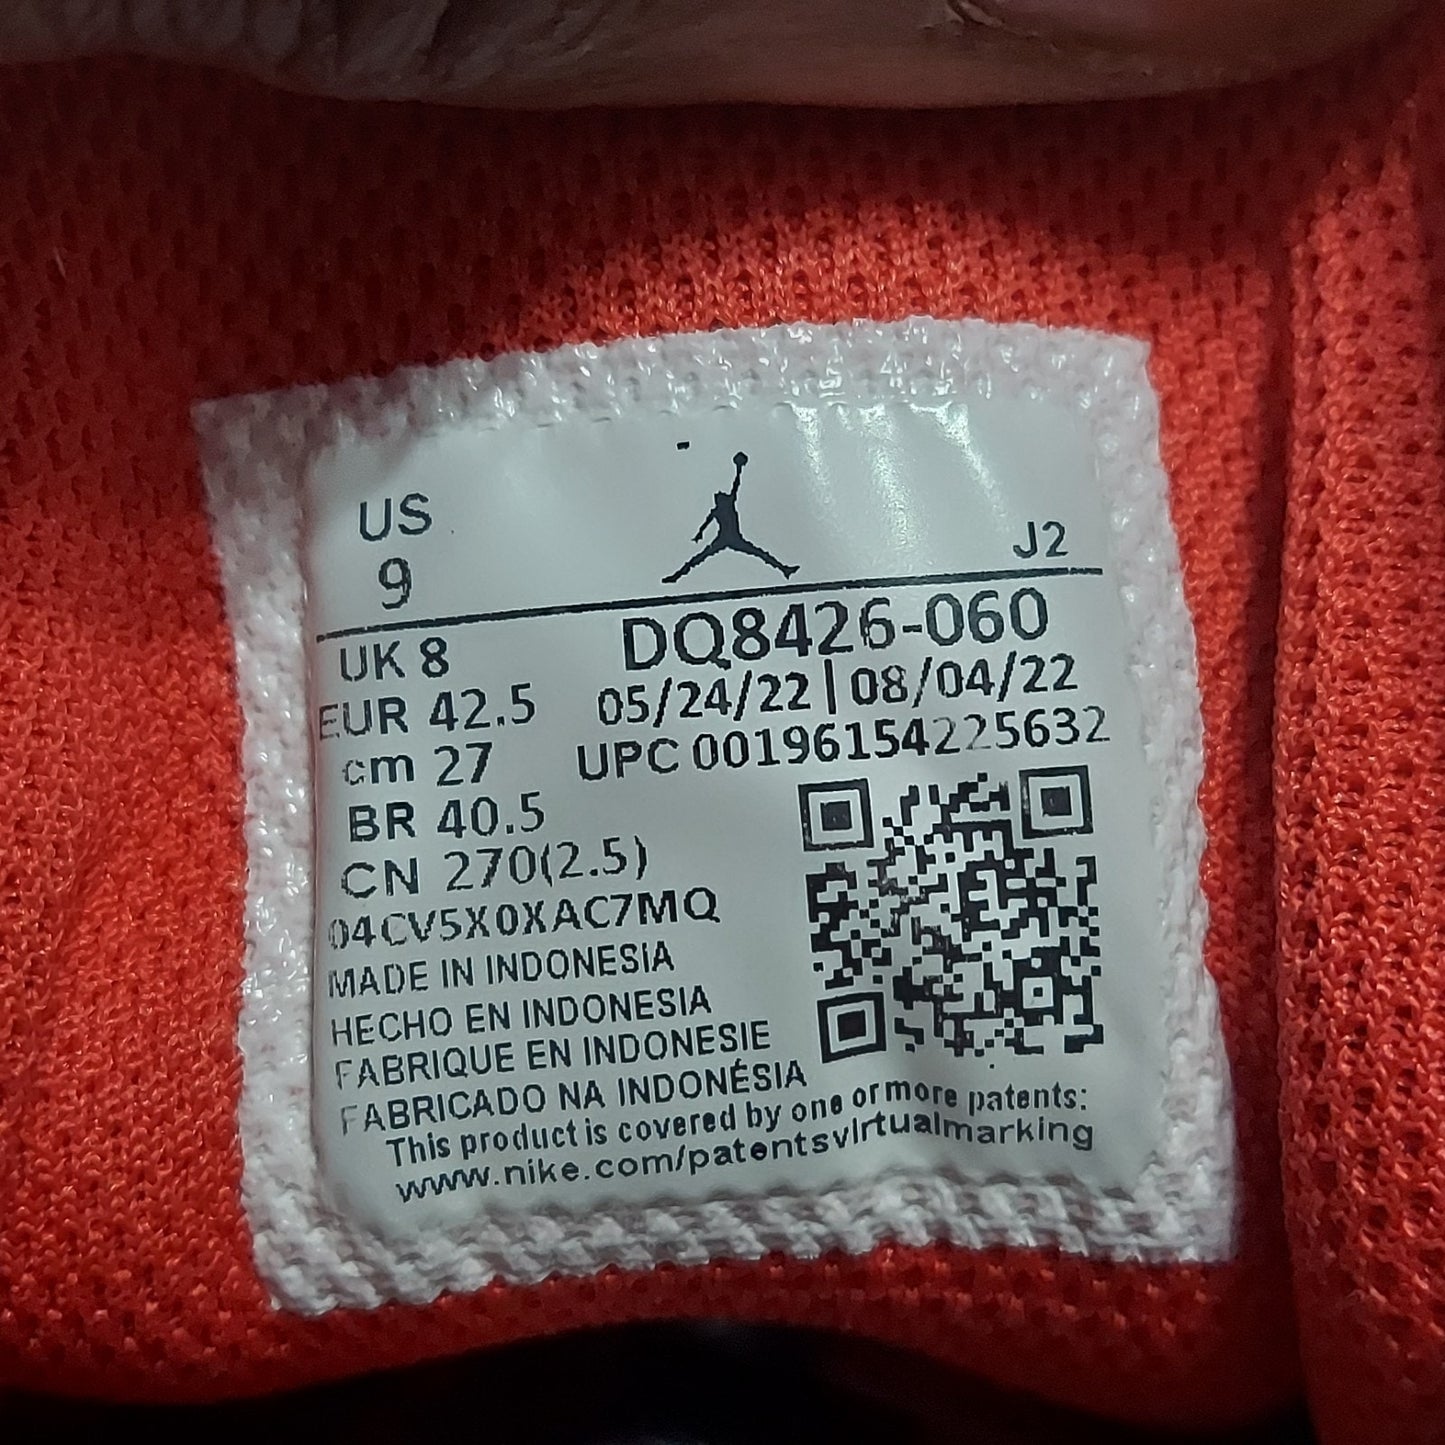 US
J2
9
UK 8
DQ8426-060
EUR 42.5
05/24/22 | 08/04/22
cm 27
UPC 00196154225632
BR 40.5
CN 270(2.5)
04CV5X0XAC7MQ
MADE IN INDONESIA
HECHO EN INDONESIA
FABRIQUE EN INDONESIE
FABRICADO NA INDONÉSIA
This product is covered by one or more patents:
www.nike.com/patentsvirtualmarking